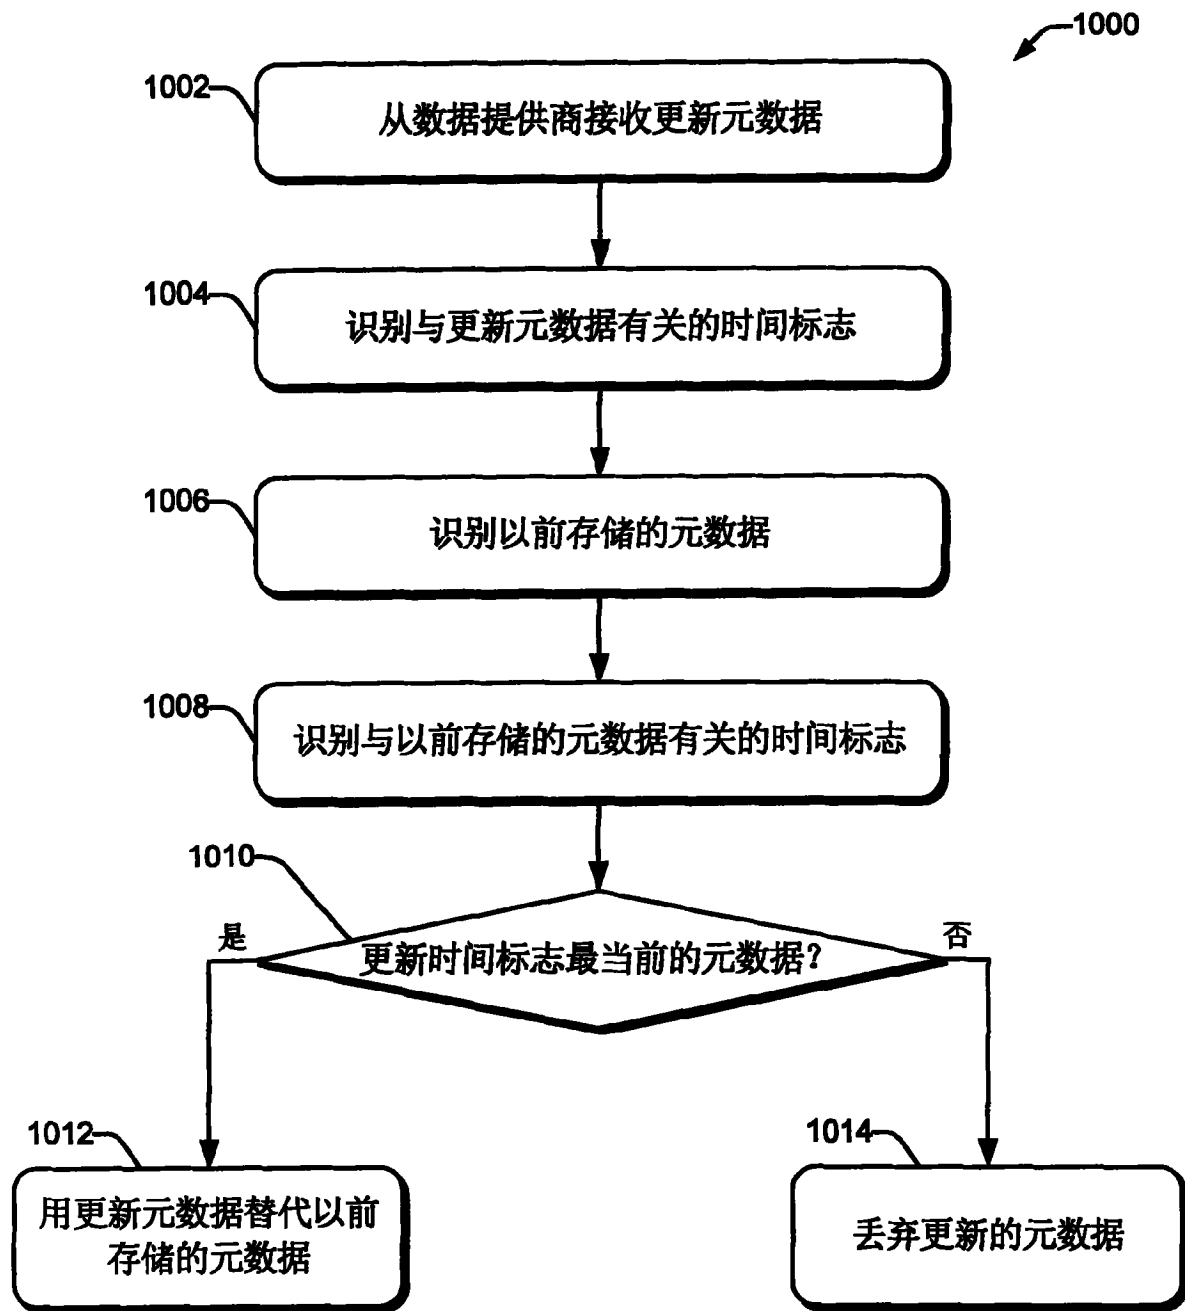 1000
1002
从数据提供商接收更新元数据
1004
识别与更新元数据有关的时间标志
1006
识别以前存储的元数据
1008
识别与以前存储的元数据有关的时间标志
1010
是
更新时间标志最当前的元数据？
否
1012
用更新元数据替代以前
存储的元数据
1014
丢弃更新的元数据